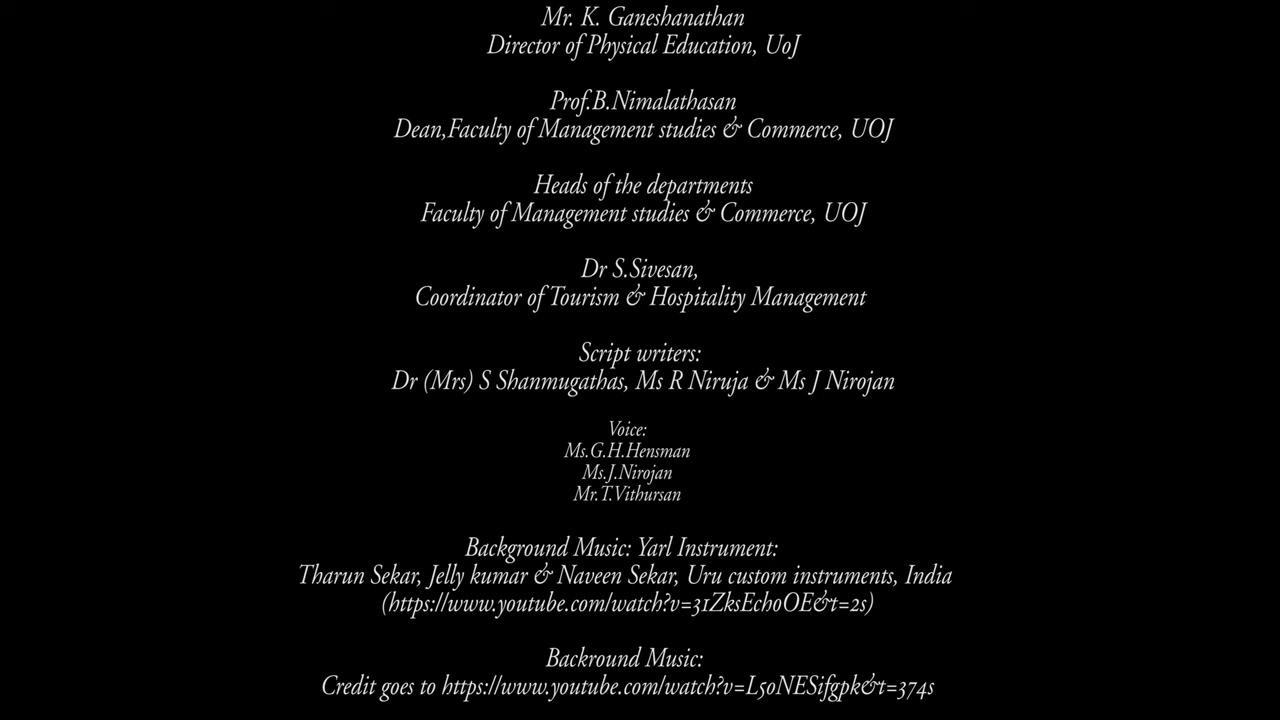 Mr. K. Ganeshanathan
Director of Physical Education, UoJ
Prof.B.Nimalathasan
Dean,Faculty of Management studies & Commerce, UOJ
Heads of the departments
Faculty of Management studies & Commerce, UOJ
Dr S.Sivesan,
Coordinator of Tourism & Hospitality Management
Script writers:
Dr (Mrs) S Shanmugathas, Ms R Niruja & Ms J Nirojan
Voice:
Ms.G.H.Hensman
Ms.J.Nirojan
Mr.T.Vithursan
Background Music: Yarl Instrument:
Tharun Sekar, Jelly kumar & Naveen Sekar, Uru custom instruments, India
(https://www.youtube.com/watch?v=31ZksEchoOE&t=2s)
Backround Music:
Credit goes to https://www.youtube.com/watch?v=L50NESifgpk&t=374s